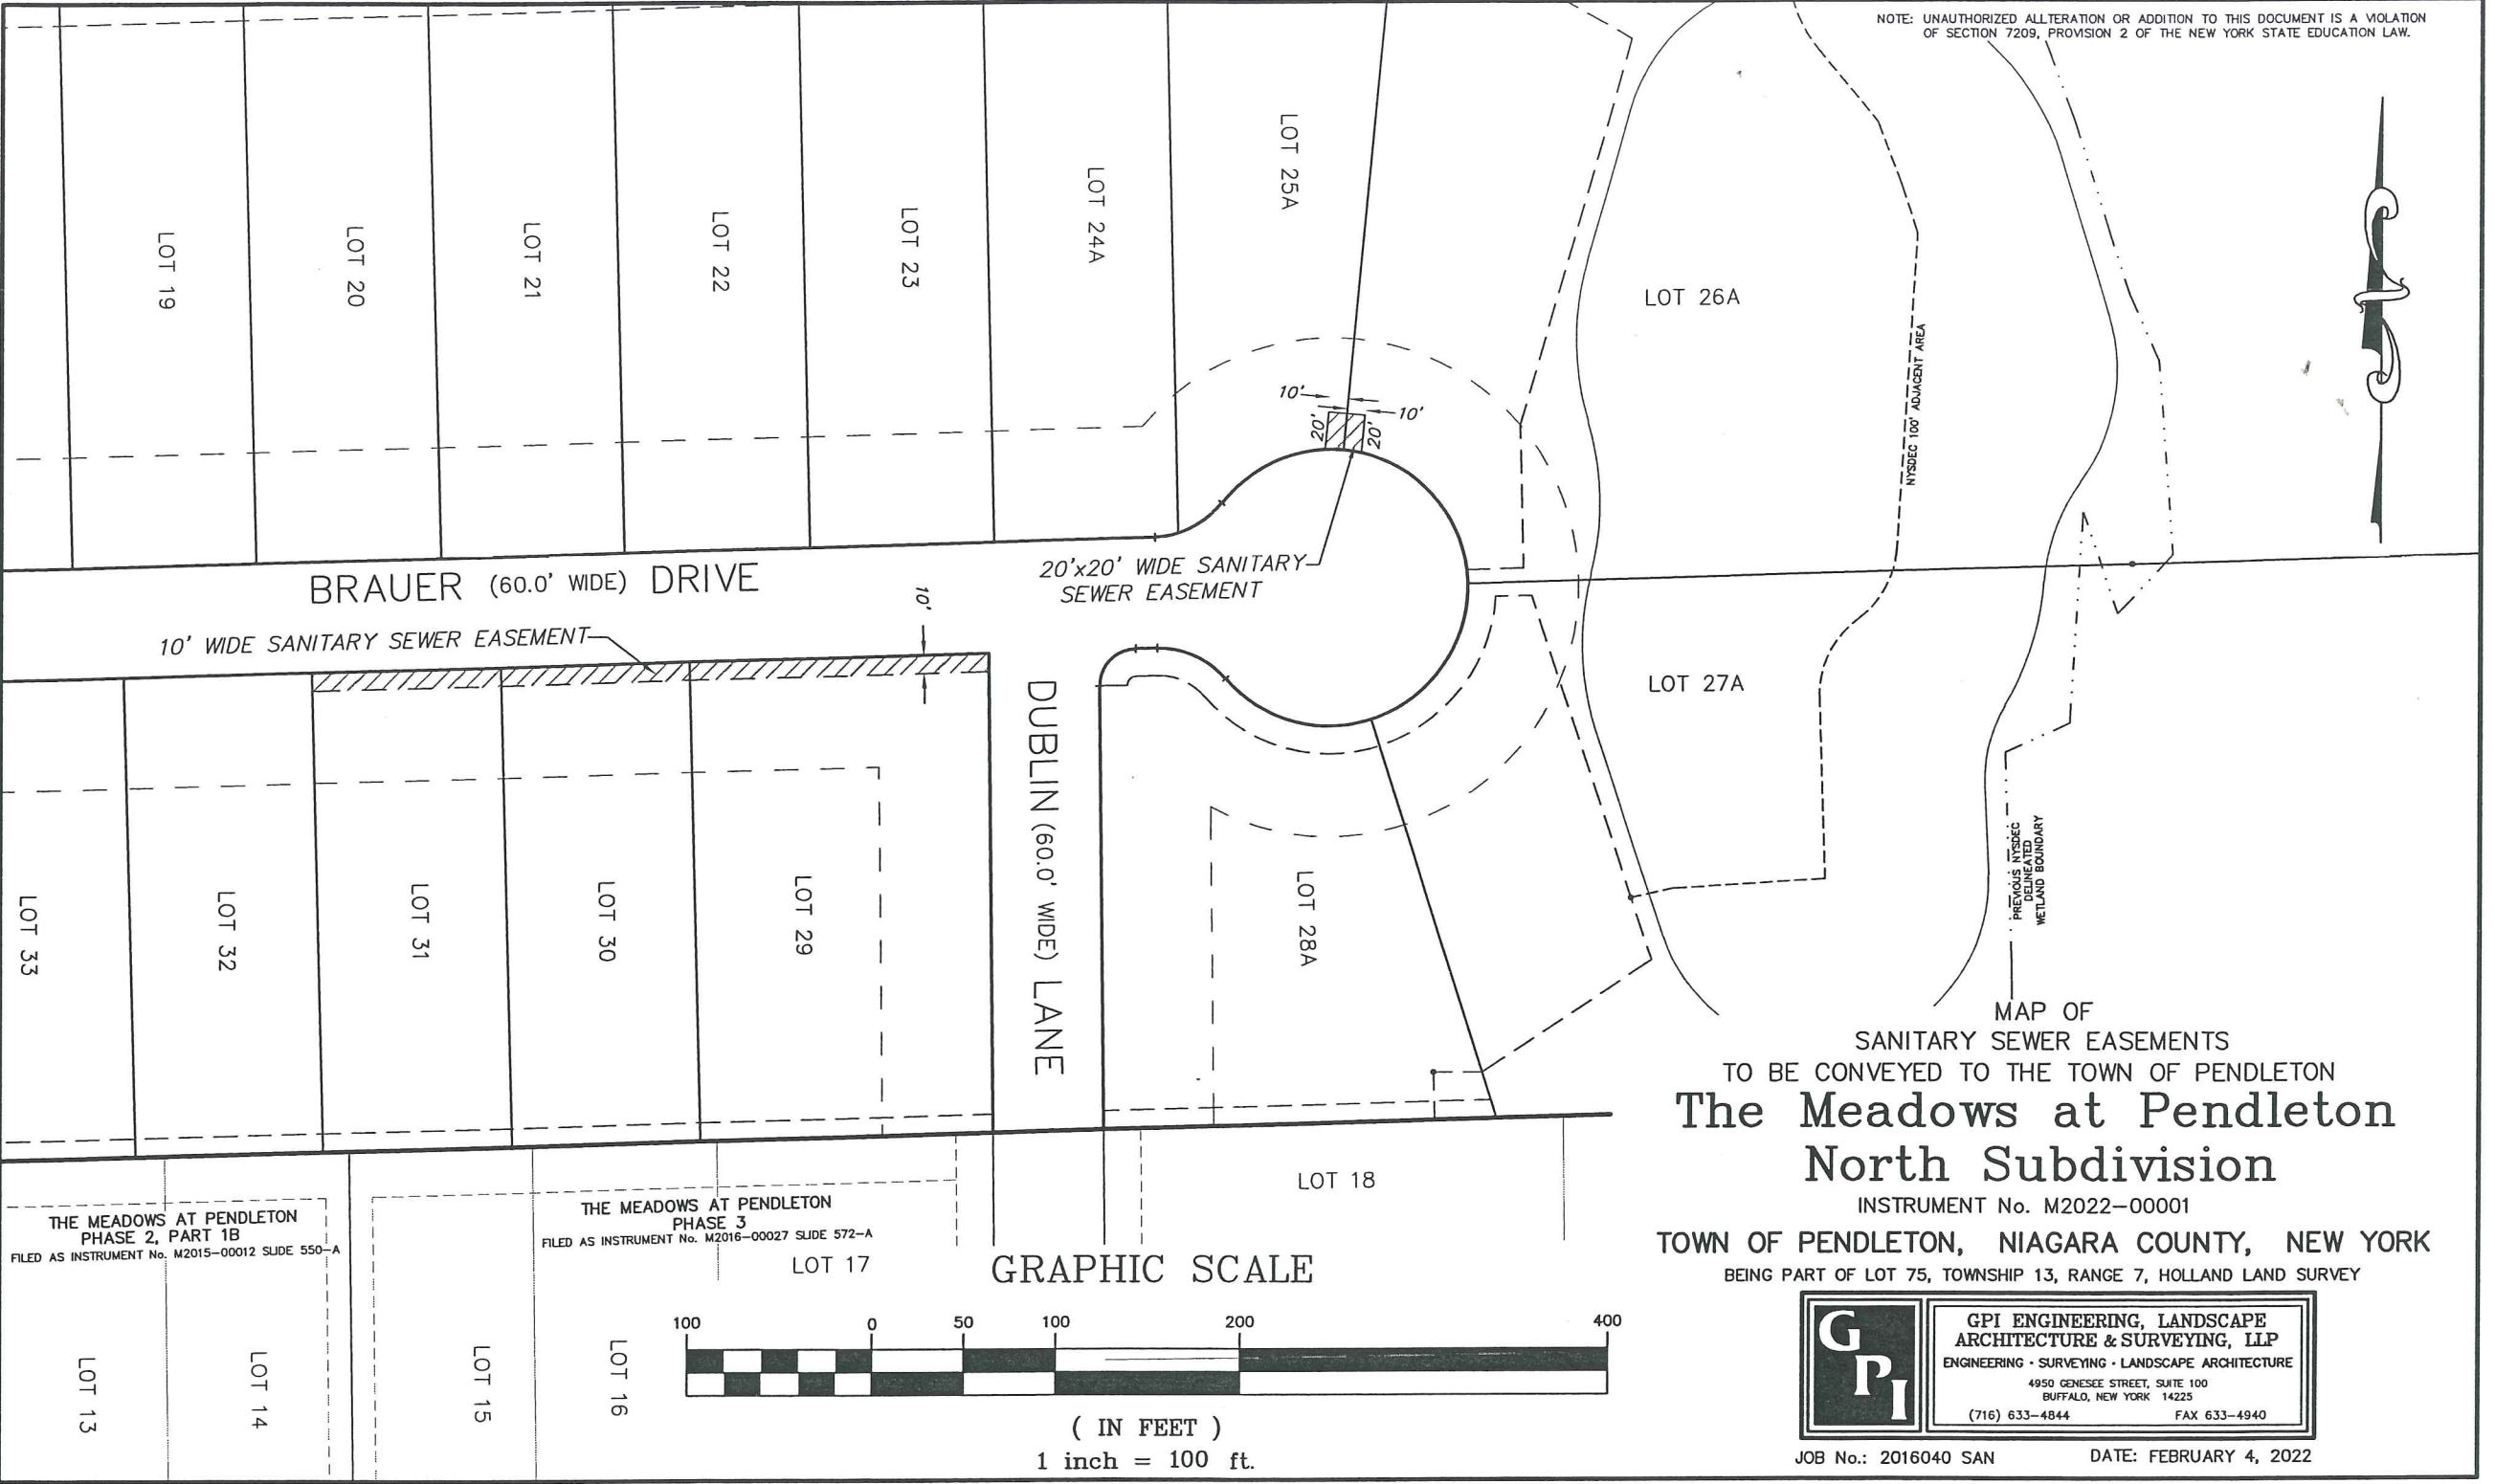 NOTE: UNAUTHORIZED ALLTERATION OR ADDITION TO THIS DOCUMENT IS A VIOLATION
OF SECTION 7209, PROVISION 2 OF THE NEW YORK STATE EDUCATION LAW.
LOT 19
LOT 20
LOT 21
LOT 22
LOT 23
LOT 24A
LOT 25A
LOT 26A
NYSDEC 100' ADJACENT AREA
10'
10'
20'
20'
20'x20' WIDE SANITARY
SEWER EASEMENT
BRAUER (60.0' WIDE) DRIVE
10'
10' WIDE SANITARY SEWER EASEMENT
DUBLIN (60.0' WIDE) LANE
LOT 27A
LOT 33
LOT 32
LOT 31
LOT 30
LOT 29
LOT 28A
PREVIOUS NYSDEC
DELINEATED
WETLAND BOUNDARY
LOT 18
THE MEADOWS AT PENDLETON
PHASE 2, PART 1B
FILED AS INSTRUMENT No. M2015-00012 SLIDE 550-A
THE MEADOWS AT PENDLETON
PHASE 3
FILED AS INSTRUMENT No. M2016-00027 SLIDE 572-A
LOT 17
LOT 13
LOT 14
LOT 15
LOT 16
GRAPHIC SCALE
100 0 50 100 200 400
( IN FEET )
1 inch = 100 ft.
MAP OF
SANITARY SEWER EASEMENTS
TO BE CONVEYED TO THE TOWN OF PENDLETON
The Meadows at Pendleton
North Subdivision
INSTRUMENT No. M2022-00001
TOWN OF PENDLETON, NIAGARA COUNTY, NEW YORK
BEING PART OF LOT 75, TOWNSHIP 13, RANGE 7, HOLLAND LAND SURVEY
GPI
GPI ENGINEERING, LANDSCAPE
ARCHITECTURE & SURVEYING, LLP
ENGINEERING · SURVEYING · LANDSCAPE ARCHITECTURE
4950 GENESEE STREET, SUITE 100
BUFFALO, NEW YORK 14225
(716) 633-4844 FAX 633-4940
JOB No.: 2016040 SAN DATE: FEBRUARY 4, 2022